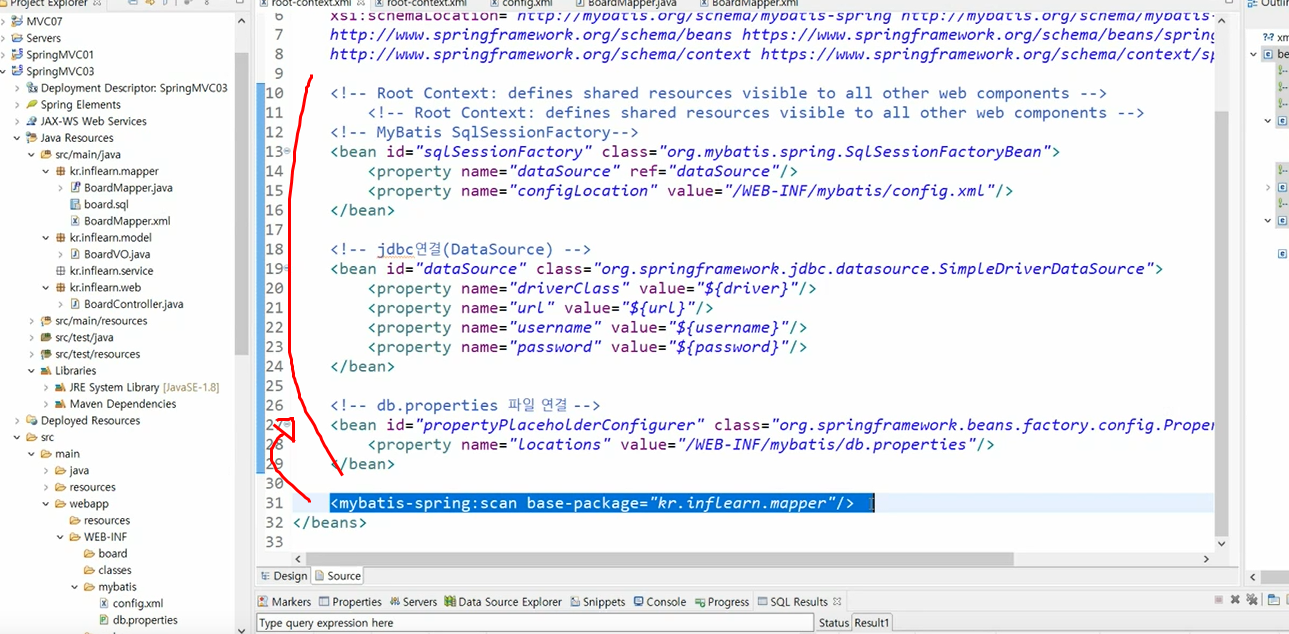 Project Explorer
root-context.xml
root-context.xml
config.xml
BoardMapper.java
BoardMapper.xml
MVC07
Servers
SpringMVC01
SpringMVC03
Deployment Descriptor: SpringMVC03
Spring Elements
JAX-WS Web Services
Java Resources
src/main/java
kr.inflearn.mapper
BoardMapper.java
board.sql
BoardMapper.xml
kr.inflearn.model
BoardVO.java
kr.inflearn.service
kr.inflearn.web
BoardController.java
src/main/resources
src/test/java
src/test/resources
Libraries
JRE System Library [JavaSE-1.8]
Maven Dependencies
Deployed Resources
src
main
java
resources
webapp
resources
WEB-INF
board
classes
mybatis
config.xml
db.properties
6 xsi:schemaLocation="http://mybatis.org/schema/mybatis-spring http://mybatis.org/schema/mybatis-
7 http://www.springframework.org/schema/beans https://www.springframework.org/schema/beans/spring
8 http://www.springframework.org/schema/context https://www.springframework.org/schema/context/sp
9
10 <!-- Root Context: defines shared resources visible to all other web components -->
11 <!-- Root Context: defines shared resources visible to all other web components -->
12 <!-- MyBatis SqlSessionFactory-->
13 <bean id="sqlSessionFactory" class="org.mybatis.spring.SqlSessionFactoryBean">
14 <property name="dataSource" ref="dataSource"/>
15 <property name="configLocation" value="/WEB-INF/mybatis/config.xml"/>
16 </bean>
17
18 <!-- jdbc연결(DataSource) -->
19 <bean id="dataSource" class="org.springframework.jdbc.datasource.SimpleDriverDataSource">
20 <property name="driverClass" value="${driver}"/>
21 <property name="url" value="${url}"/>
22 <property name="username" value="${username}"/>
23 <property name="password" value="${password}"/>
24 </bean>
25
26 <!-- db.properties 파일 연결 -->
27 <bean id="propertyPlaceholderConfigurer" class="org.springframework.beans.factory.config.Proper
28 <property name="locations" value="/WEB-INF/mybatis/db.properties"/>
29 </bean>
30
31 <mybatis-spring:scan base-package="kr.inflearn.mapper"/>
32 </beans>
33
Design Source
Markers Properties Servers Data Source Explorer Snippets Console Progress SQL Results
Type query expression here
Status Result1
Outlin
xm
be